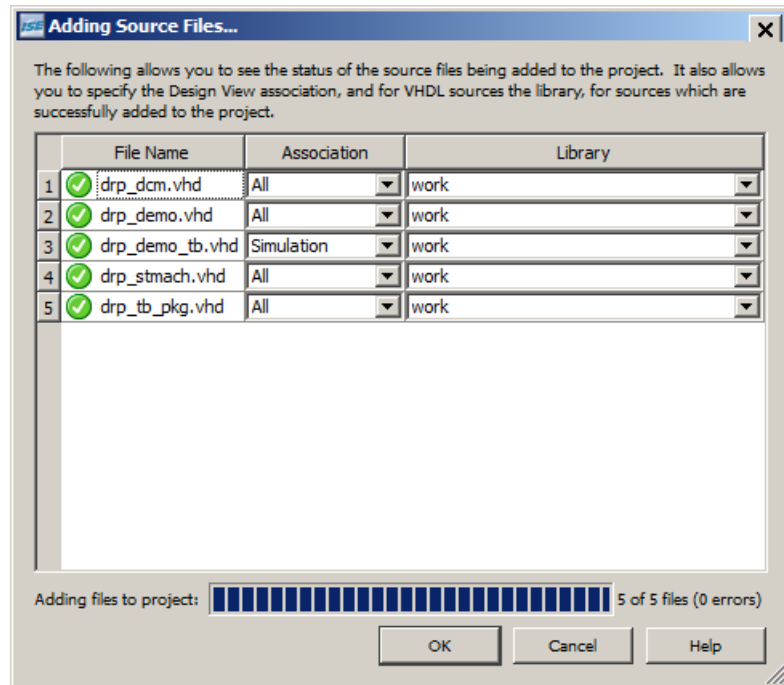 ISE Adding Source Files...
The following allows you to see the status of the source files being added to the project. It also allows
you to specify the Design View association, and for VHDL sources the library, for sources which are
successfully added to the project.
File Name Association Library
1 drp_dcm.vhd All work
2 drp_demo.vhd All work
3 drp_demo_tb.vhd Simulation work
4 drp_stmach.vhd All work
5 drp_tb_pkg.vhd All work
Adding files to project: 5 of 5 files (0 errors)
OK Cancel Help